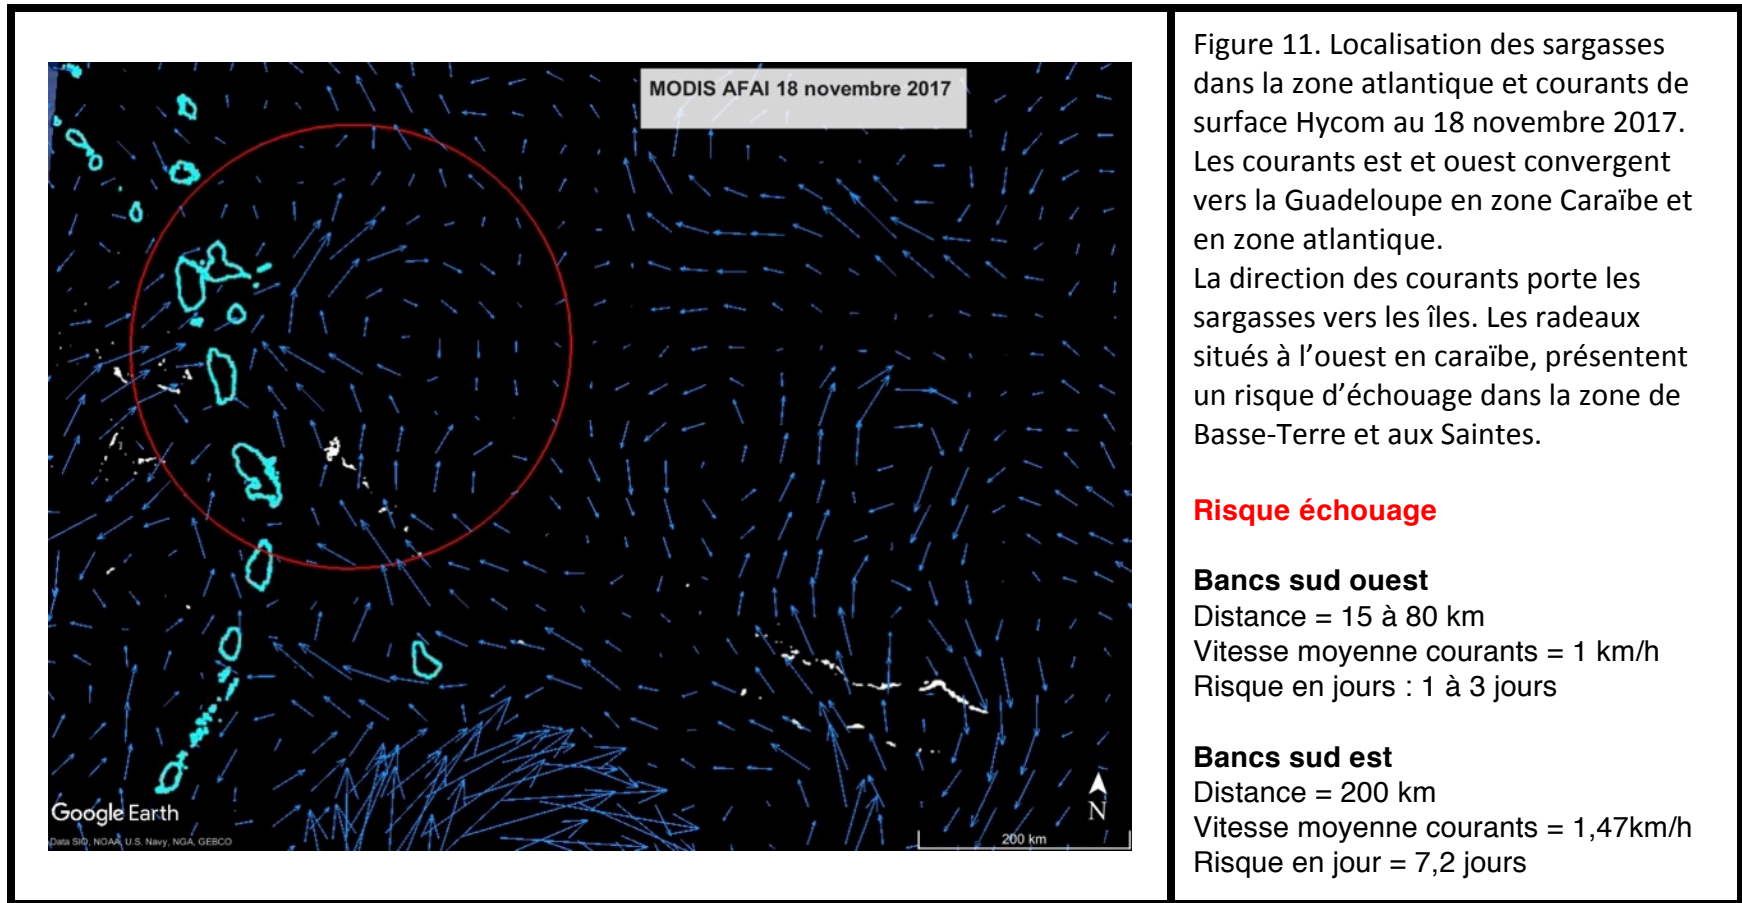 MODIS AFAI 18 novembre 2017
Google Earth
Data SIO, NOAA, U.S. Navy, NGA, GEBCO
N
200 km
Figure 11. Localisation des sargasses
dans la zone atlantique et courants de
surface Hycom au 18 novembre 2017.
Les courants est et ouest convergent
vers la Guadeloupe en zone Caraïbe et
en zone atlantique.
La direction des courants porte les
sargasses vers les îles. Les radeaux
situés à l’ouest en caraïbe, présentent
un risque d’échouage dans la zone de
Basse-Terre et aux Saintes.
Risque échouage
Bancs sud ouest
Distance = 15 à 80 km
Vitesse moyenne courants = 1 km/h
Risque en jours : 1 à 3 jours
Bancs sud est
Distance = 200 km
Vitesse moyenne courants = 1,47km/h
Risque en jour = 7,2 jours